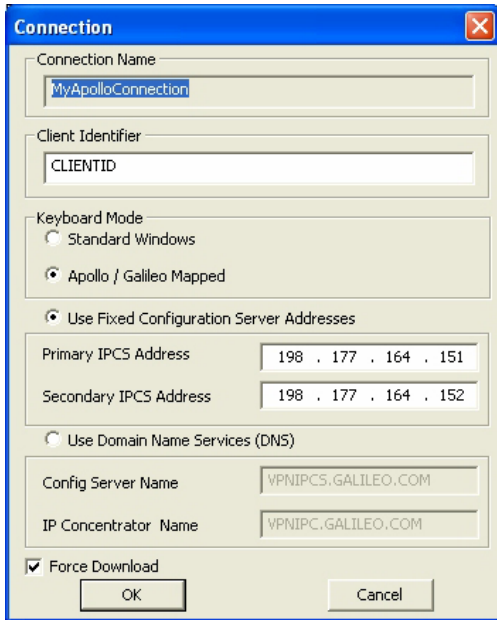 Connection
Connection Name
MyApolloConnection
Client Identifier
CLIENTID
Keyboard Mode
Standard Windows
Apollo / Galileo Mapped
Use Fixed Configuration Server Addresses
Primary IPCS Address 198 . 177 . 164 . 151
Secondary IPCS Address 198 . 177 . 164 . 152
Use Domain Name Services (DNS)
Config Server Name VPNIPCS.GALILEO.COM
IP Concentrator Name VPNIPC.GALILEO.COM
Force Download
OK Cancel